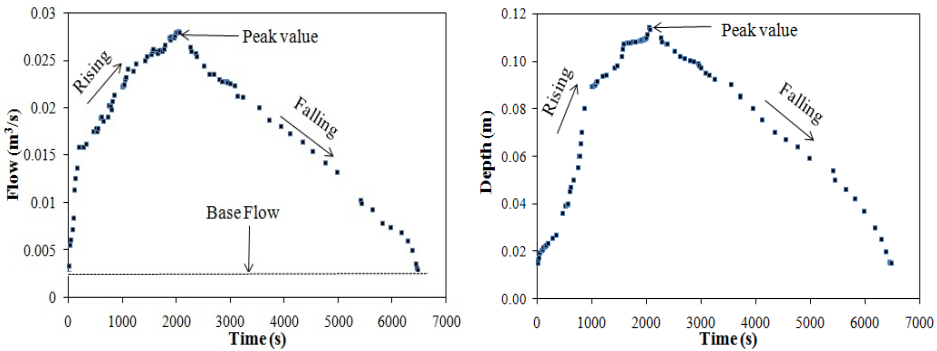 0.03
0.025
0.02
0.015
0.01
0.005
0
Flow (m³/s)
Rising
Peak value
Falling
Base Flow
0 1000 2000 3000 4000 5000 6000 7000
Time (s)
0.12
0.10
0.08
0.06
0.04
0.02
0.00
Depth (m)
Rising
Peak value
Falling
0 1000 2000 3000 4000 5000 6000 7000
Time (s)